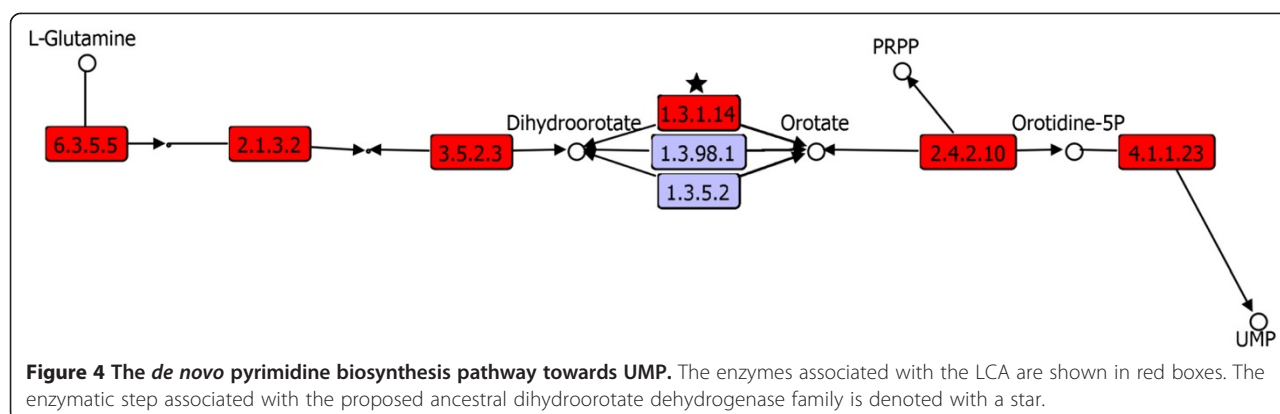 L-Glutamine
PRPP
1.3.1.14
Dihydroorotate
Orotate
Orotidine-5P
6.3.5.5
2.1.3.2
3.5.2.3
1.3.98.1
2.4.2.10
4.1.1.23
1.3.5.2
UMP
Figure 4 The de novo pyrimidine biosynthesis pathway towards UMP. The enzymes associated with the LCA are shown in red boxes. The
enzymatic step associated with the proposed ancestral dihydroorotate dehydrogenase family is denoted with a star.